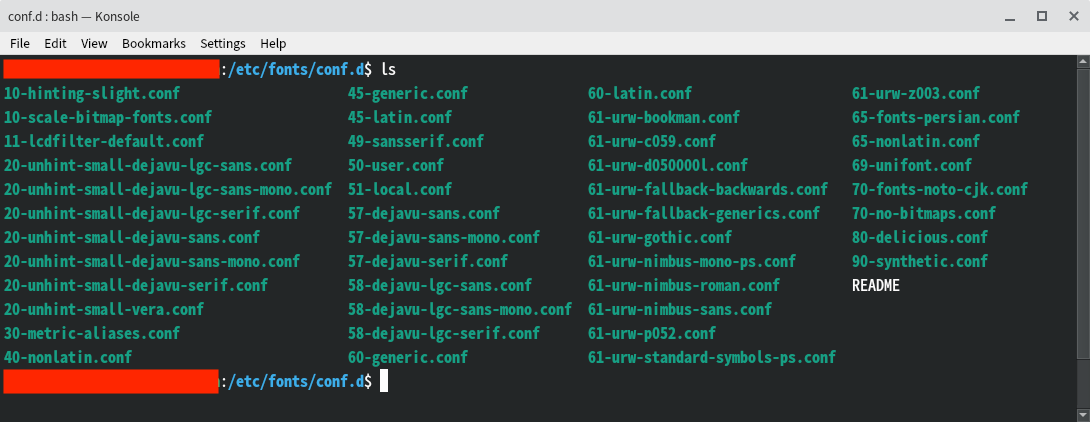 conf.d : bash — Konsole
File Edit View Bookmarks Settings Help
:/etc/fonts/conf.d$ ls
10-hinting-slight.conf 45-generic.conf 60-latin.conf 61-urw-z003.conf
10-scale-bitmap-fonts.conf 45-latin.conf 61-urw-bookman.conf 65-fonts-persian.conf
11-lcdfilter-default.conf 49-sansserif.conf 61-urw-c059.conf 65-nonlatin.conf
20-unhint-small-dejavu-lgc-sans.conf 50-user.conf 61-urw-d050000l.conf 69-unifont.conf
20-unhint-small-dejavu-lgc-sans-mono.conf 51-local.conf 61-urw-fallback-backwards.conf 70-fonts-noto-cjk.conf
20-unhint-small-dejavu-lgc-serif.conf 57-dejavu-sans.conf 61-urw-fallback-generics.conf 70-no-bitmaps.conf
20-unhint-small-dejavu-sans.conf 57-dejavu-sans-mono.conf 61-urw-gothic.conf 80-delicious.conf
20-unhint-small-dejavu-sans-mono.conf 57-dejavu-serif.conf 61-urw-nimbus-mono-ps.conf 90-synthetic.conf
20-unhint-small-dejavu-serif.conf 58-dejavu-lgc-sans.conf 61-urw-nimbus-roman.conf README
20-unhint-small-vera.conf 58-dejavu-lgc-sans-mono.conf 61-urw-nimbus-sans.conf
30-metric-aliases.conf 58-dejavu-lgc-serif.conf 61-urw-p052.conf
40-nonlatin.conf 60-generic.conf 61-urw-standard-symbols-ps.conf
:/etc/fonts/conf.d$